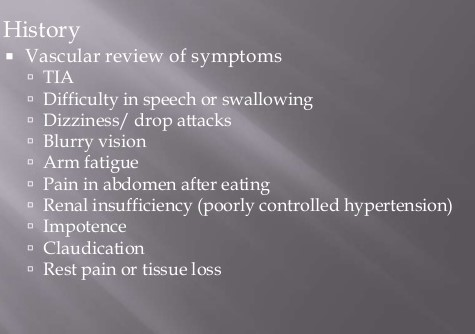 History
Vascular review of symptoms
TIA
Difficulty in speech or swallowing
Dizziness/ drop attacks
Blurry vision
Arm fatigue
Pain in abdomen after eating
Renal insufficiency (poorly controlled hypertension)
Impotence
Claudication
Rest pain or tissue loss